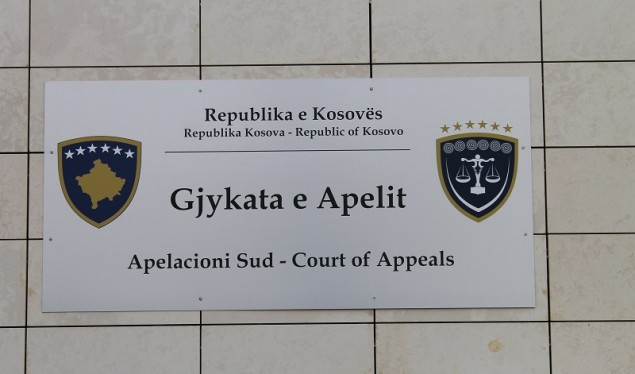 Republika e Kosovës
Republika Kosova - Republic of Kosovo
Gjykata e Apelit
Apelacioni Sud - Court of Appeals